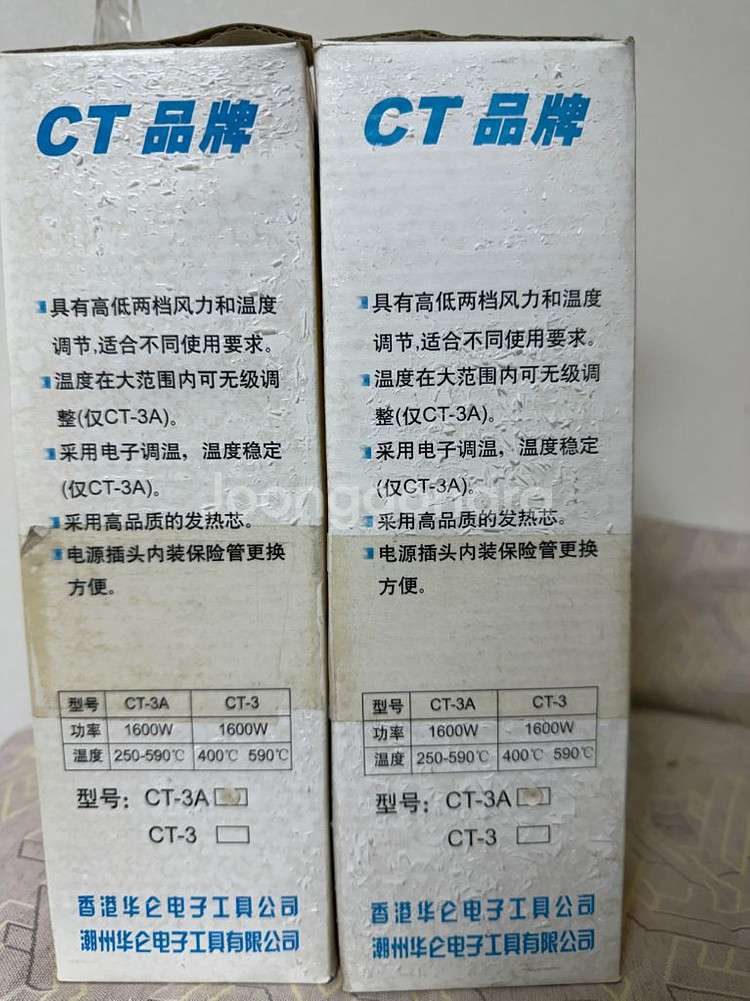 CT 品牌
具有高低两档风力和温度
调节,适合不同使用要求。
温度在大范围内可无级调
整(仅CT-3A)。
采用电子调温，温度稳定
(仅CT-3A)。
采用高品质的发热芯。
电源插头内装保险管更换
方便。
型号 CT-3A CT-3
功率 1600W 1600W
温度 250-590℃ 400℃ 590℃
型号：CT-3A
CT-3
香港华仑电子工具公司
潮州华仑电子工具有限公司
CT 品牌
具有高低两档风力和温度
调节,适合不同使用要求。
温度在大范围内可无级调
整(仅CT-3A)。
采用电子调温，温度稳定
(仅CT-3A)。
采用高品质的发热芯。
电源插头内装保险管更换
方便。
型号 CT-3A CT-3
功率 1600W 1600W
温度 250-590℃ 400℃ 590℃
型号：CT-3A
CT-3
香港华仑电子工具公司
潮州华仑电子工具有限公司
Joonggonara